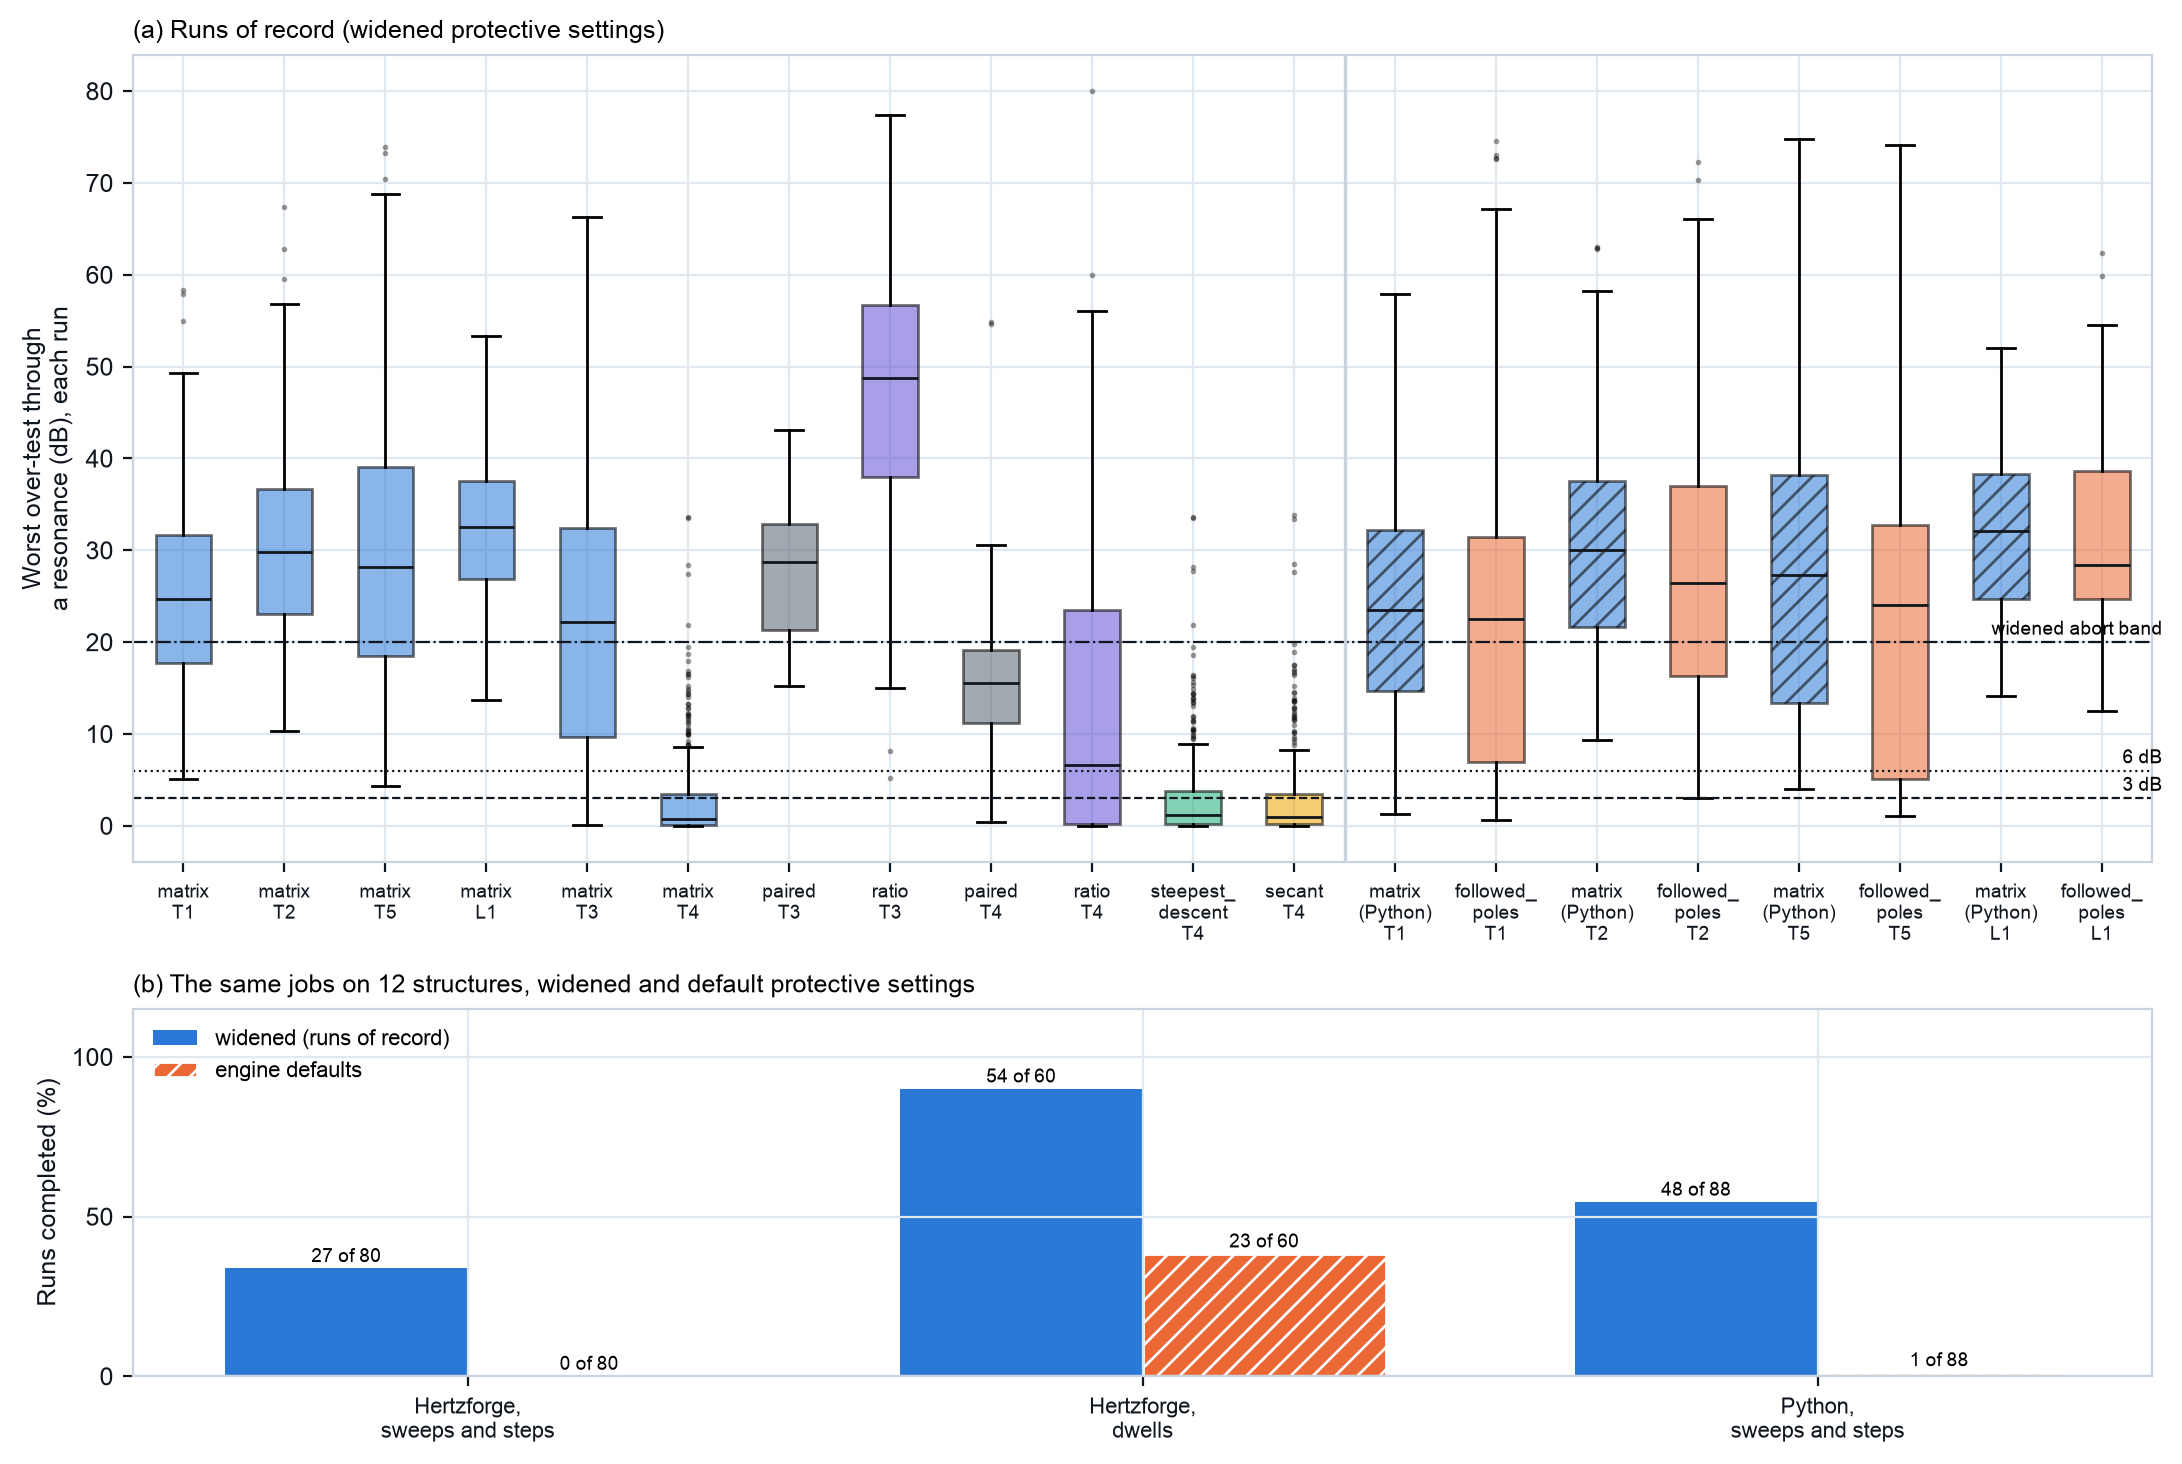 (a) Runs of record (widened protective settings)
Worst over-test through
a resonance (dB), each run
80
70
60
50
40
30
20
10
0
widened abort band
6 dB
3 dB
matrix
T1
matrix
T2
matrix
T5
matrix
L1
matrix
T3
matrix
T4
paired
T3
ratio
T3
paired
T4
ratio
T4
steepest_
descent
T4
secant
T4
matrix
(Python)
T1
followed_
poles
T1
matrix
(Python)
T2
followed_
poles
T2
matrix
(Python)
T5
followed_
poles
T5
matrix
(Python)
L1
followed_
poles
L1
(b) The same jobs on 12 structures, widened and default protective settings
Runs completed (%)
100
50
0
widened (runs of record)
engine defaults
27 of 80
0 of 80
54 of 60
23 of 60
48 of 88
1 of 88
Hertzforge,
sweeps and steps
Hertzforge,
dwells
Python,
sweeps and steps